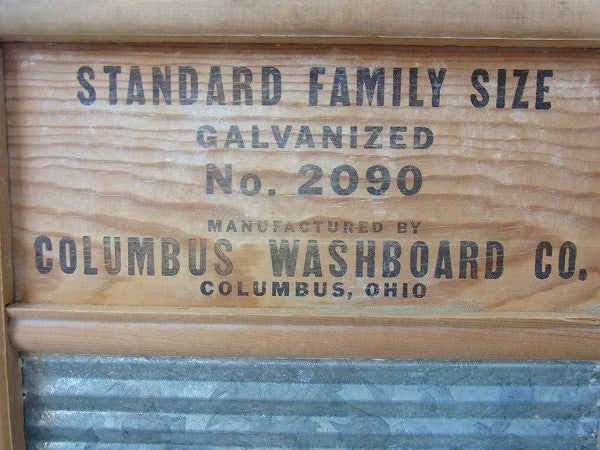 STANDARD FAMILY SIZE
GALVANIZED
No. 2090
MANUFACTURED BY
COLUMBUS WASHBOARD CO.
COLUMBUS, OHIO